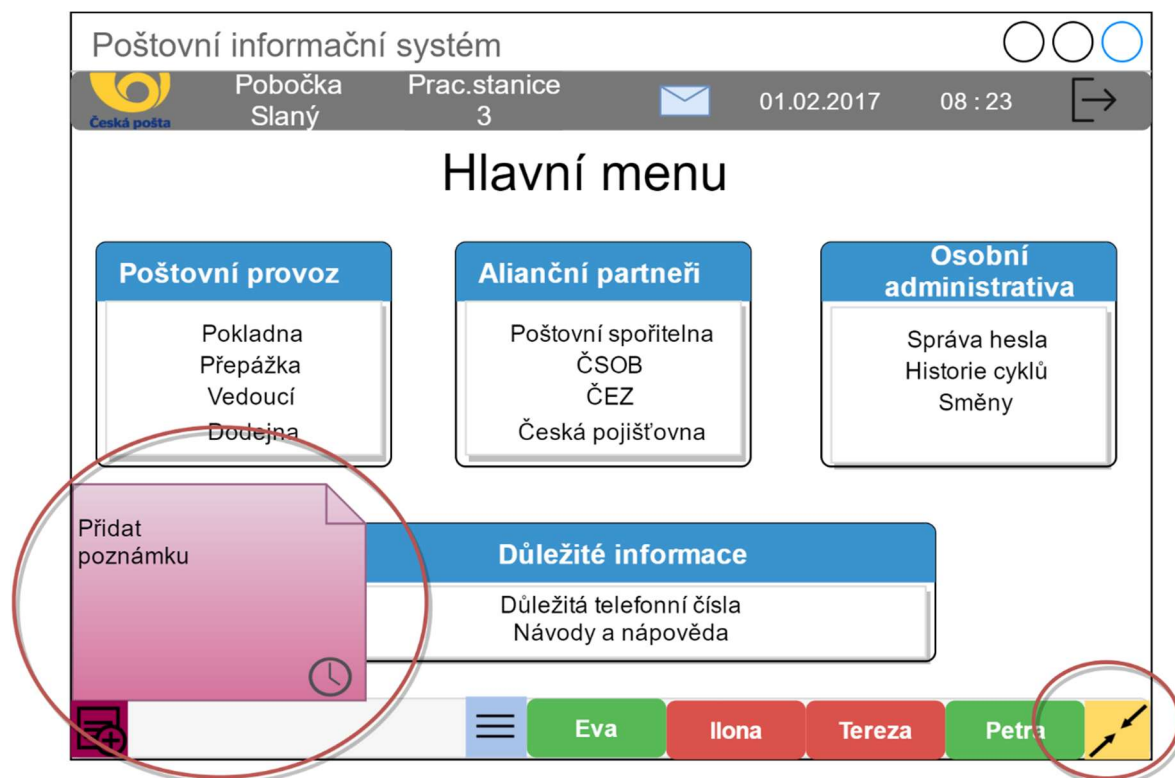 Poštovní informační systém
Česká pošta
Pobočka
Slaný
Prac.stanice
3
01.02.2017
08 : 23
Hlavní menu
Poštovní provoz
Pokladna
Přepážka
Vedoucí
Dodejna
Alianční partneři
Poštovní spořitelna
ČSOB
ČEZ
Česká pojišťovna
Osobní
administrativa
Správa hesla
Historie cyklů
Směny
Přidat
poznámku
Důležité informace
Důležitá telefonní čísla
Návody a nápověda
Eva
Ilona
Tereza
Petra